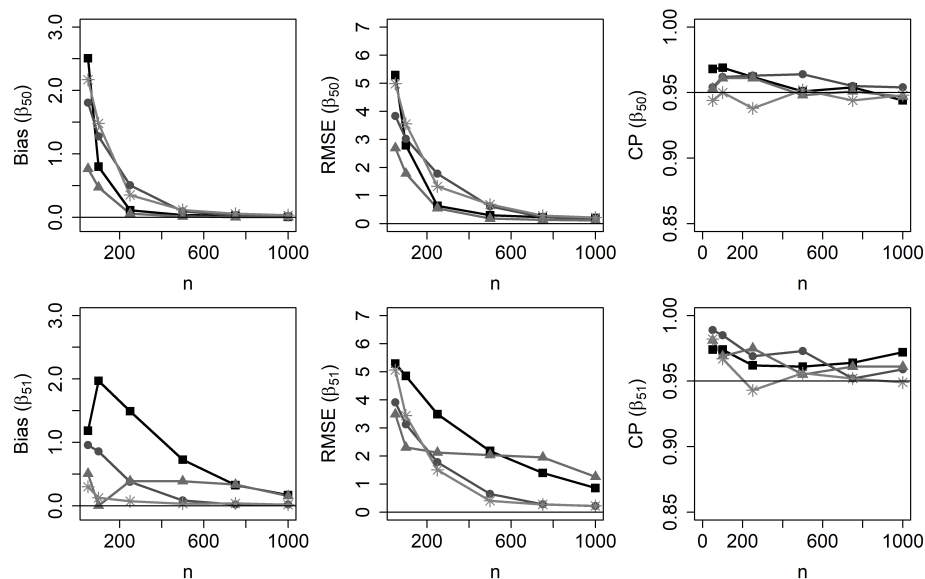 Bias (β50)
0.0 1.0 2.0 3.0
200 600 1000
n
RMSE (β50)
0 1 2 3 4 5 6 7
200 600 1000
n
CP (β50)
0.85 0.90 0.95 1.00
0 200 600 1000
n
Bias (β51)
0.0 1.0 2.0 3.0
200 600 1000
n
RMSE (β51)
0 1 2 3 4 5 6 7
200 600 1000
n
CP (β51)
0.85 0.90 0.95 1.00
0 200 600 1000
n